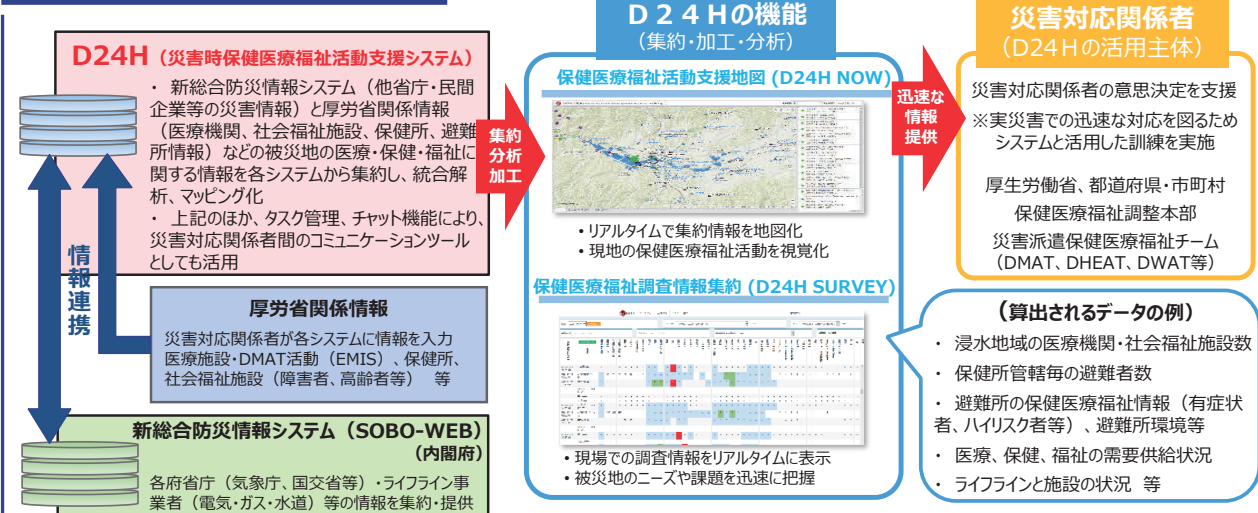 D24H（災害時保健医療福祉活動支援システム）
・ 新総合防災情報システム（他省庁・民間
企業等の災害情報）と厚労省関係情報
（医療機関、社会福祉施設、保健所、避難
所情報）などの被災地の医療・保健・福祉に
関する情報を各システムから集約し、統合解
析、マッピング化
・ 上記のほか、タスク管理、チャット機能により、
災害対応関係者間のコミュニケーションツール
としても活用
情報連携
厚労省関係情報
災害対応関係者が各システムに情報を入力
医療施設・DMAT活動（EMIS）、保健所、
社会福祉施設（障害者、高齢者等） 等
新総合防災情報システム（SOBO-WEB）
（内閣府）
各府省庁（気象庁、国交省等）・ライフライン事
業者（電気・ガス・水道）等の情報を集約・提供
集約
分析
加工
Ｄ２４Ｈの機能
（集約・加工・分析）
保健医療福祉活動支援地図 (D24H NOW)
・リアルタイムで集約情報を地図化
・現地の保健医療福祉活動を視覚化
保健医療福祉調査情報集約 (D24H SURVEY)
・現場での調査情報をリアルタイムに表示
・被災地のニーズや課題を迅速に把握
迅速な
情報
提供
災害対応関係者
（D24Hの活用主体）
災害対応関係者の意思決定を支援
※実災害での迅速な対応を図るため
システムと活用した訓練を実施
厚生労働省、都道府県・市町村
保健医療福祉調整本部
災害派遣保健医療福祉チーム
（DMAT、DHEAT、DWAT等）
（算出されるデータの例）
・ 浸水地域の医療機関・社会福祉施設数
・ 保健所管轄毎の避難者数
・ 避難所の保健医療福祉情報（有症状
者、ハイリスク者等）、避難所環境等
・ 医療、保健、福祉の需要供給状況
・ ライフラインと施設の状況 等